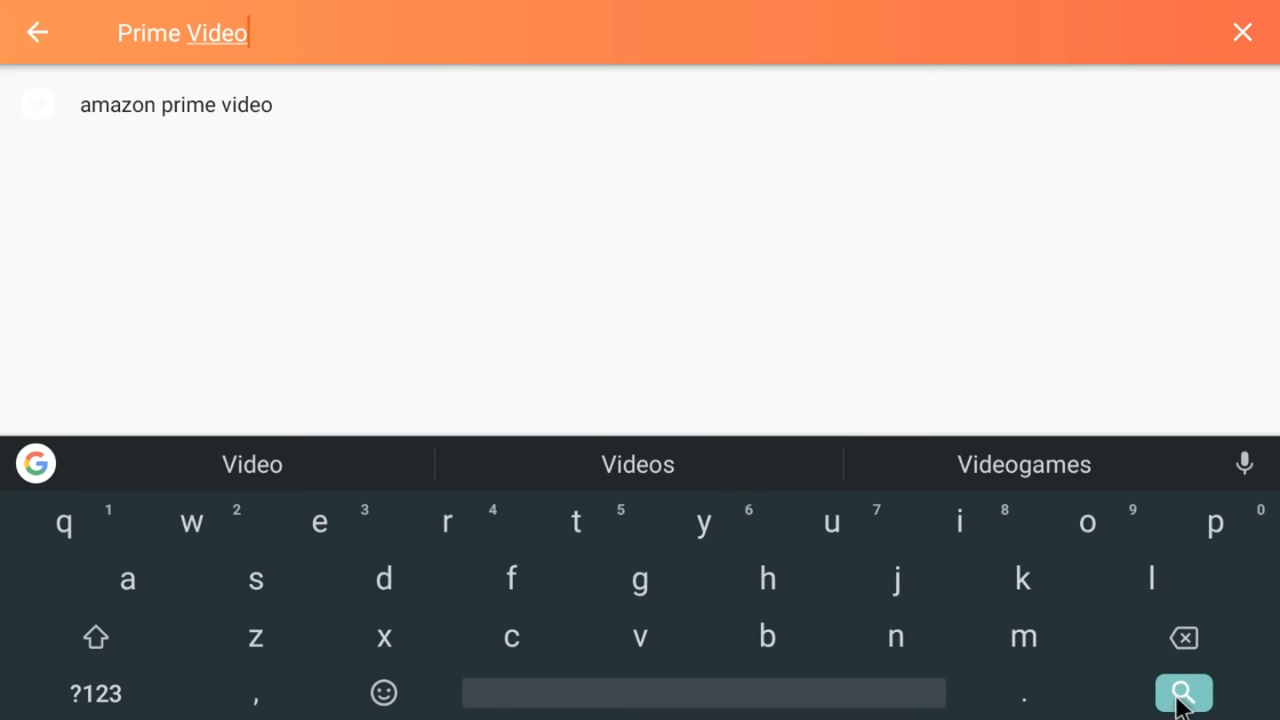 Prime Video
amazon prime video
G Video Videos Videogames
q 1 w 2 e 3 r 4 t 5 y 6 u 7 i 8 o 9 p 0
a s d f g h j k l
z x c v b n m
?123 , .